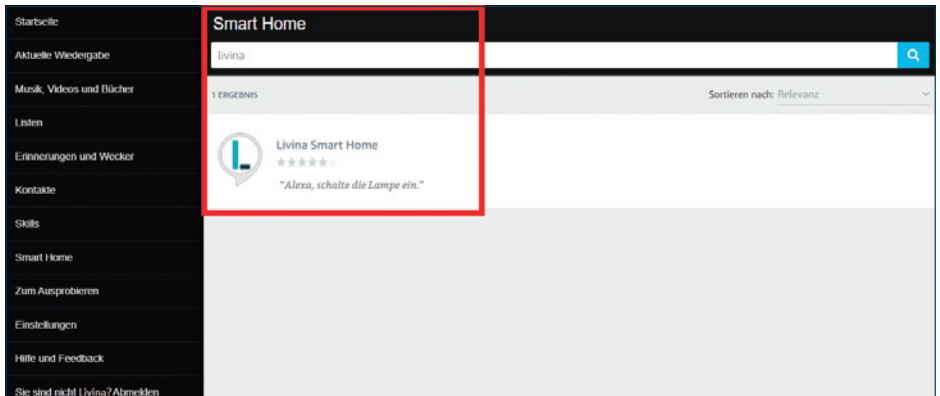 Startseite
Aktuelle Wiedergabe
Musik, Videos und Bücher
Listen
Erinnerungen und Wecker
Kontakte
Skills
Smart Home
Zum Ausprobieren
Einstellungen
Hilfe und Feedback
Sie sind nicht Livina? Abmelden
Smart Home
livina
1 ERGEBNIS
Sortieren nach: Relevanz
L
Livina Smart Home
"Alexa, schalte die Lampe ein."